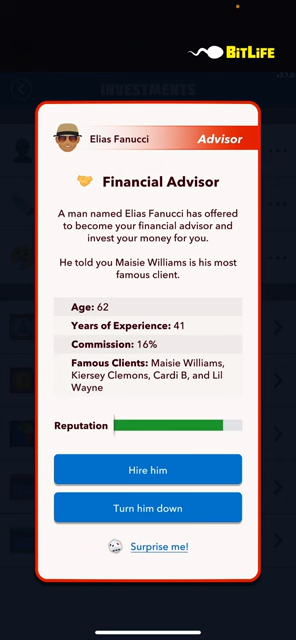 BITLIFE
INVESTMENTS
Elias Fanucci
Advisor
Financial Advisor
A man named Elias Fanucci has offered
to become your financial advisor and
invest your money for you.
He told you Maisie Williams is his most
famous client.
Age: 62
Years of Experience: 41
Commission: 16%
Famous Clients: Maisie Williams,
Kiersey Clemons, Cardi B, and Lil
Wayne
Reputation
Hire him
Turn him down
Surprise me!